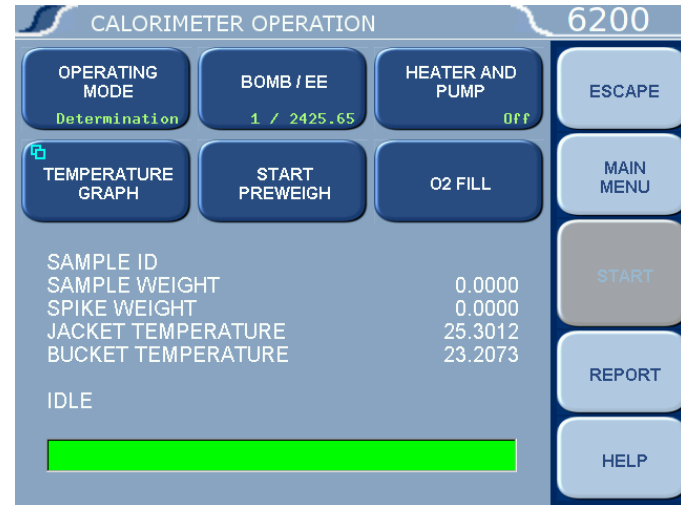 CALORIMETER OPERATION
6200
OPERATING
MODE
Determination
BOMB / EE
1 / 2425.65
HEATER AND
PUMP
Off
ESCAPE
TEMPERATURE
GRAPH
START
PREWEIGH
O2 FILL
MAIN
MENU
SAMPLE ID
SAMPLE WEIGHT 0.0000
SPIKE WEIGHT 0.0000
JACKET TEMPERATURE 25.3012
BUCKET TEMPERATURE 23.2073
START
IDLE
REPORT
HELP